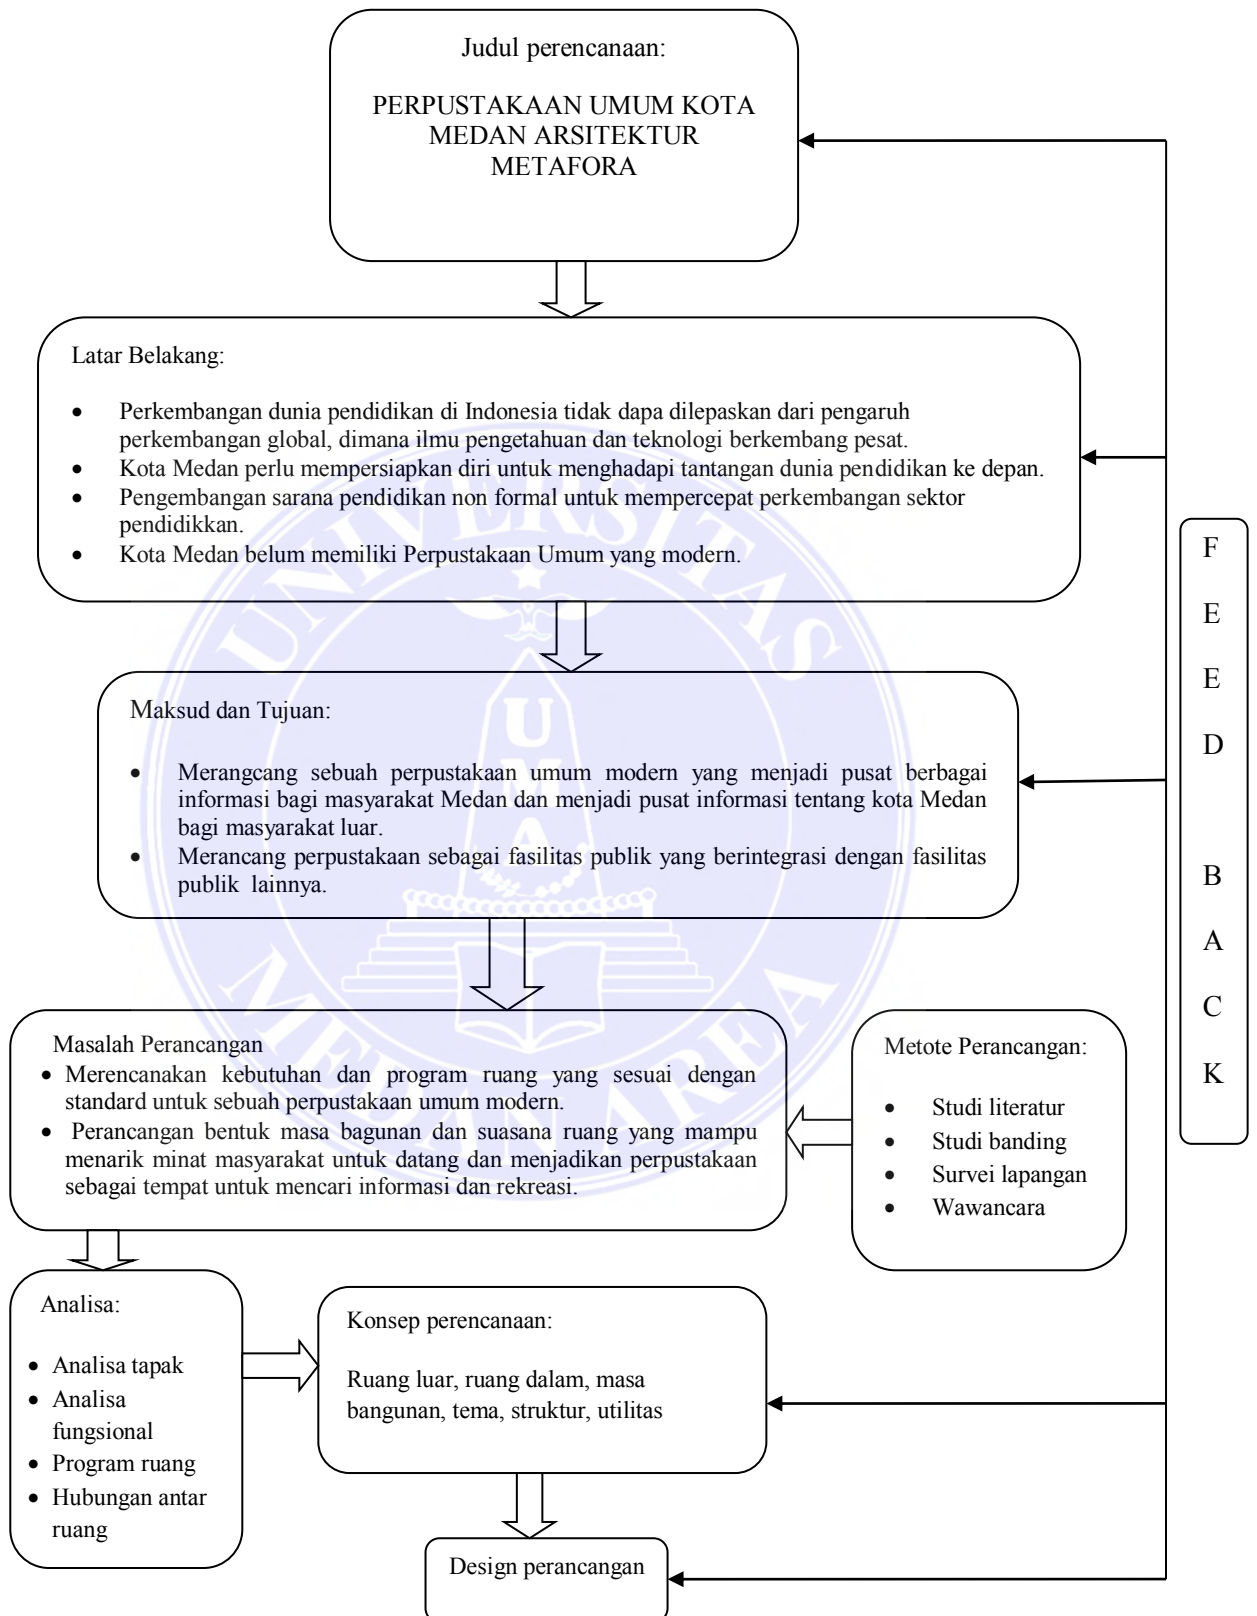 Judul perencanaan:
PERPUSTAKAAN UMUM KOTA
MEDAN ARSITEKTUR
METAFORA
Latar Belakang:
• Perkembangan dunia pendidikan di Indonesia tidak dapa dilepaskan dari pengaruh
perkembangan global, dimana ilmu pengetahuan dan teknologi berkembang pesat.
• Kota Medan perlu mempersiapkan diri untuk menghadapi tantangan dunia pendidikan ke depan.
• Pengembangan sarana pendidikan non formal untuk mempercepat perkembangan sektor
pendidikkan.
• Kota Medan belum memiliki Perpustakaan Umum yang modern.
Maksud dan Tujuan:
• Merangcang sebuah perpustakaan umum modern yang menjadi pusat berbagai
informasi bagi masyarakat Medan dan menjadi pusat informasi tentang kota Medan
bagi masyarakat luar.
• Merancang perpustakaan sebagai fasilitas publik yang berintegrasi dengan fasilitas
publik lainnya.
Masalah Perancangan
• Merencanakan kebutuhan dan program ruang yang sesuai dengan
standard untuk sebuah perpustakaan umum modern.
• Perancangan bentuk masa bagunan dan suasana ruang yang mampu
menarik minat masyarakat untuk datang dan menjadikan perpustakaan
sebagai tempat untuk mencari informasi dan rekreasi.
Metote Perancangan:
• Studi literatur
• Studi banding
• Survei lapangan
• Wawancara
Analisa:
• Analisa tapak
• Analisa
fungsional
• Program ruang
• Hubungan antar
ruang
Konsep perencanaan:
Ruang luar, ruang dalam, masa
bangunan, tema, struktur, utilitas
Design perancangan
F
E
E
D
B
A
C
K
UNIVERSITAS
MEDAN AREA
U
M
A